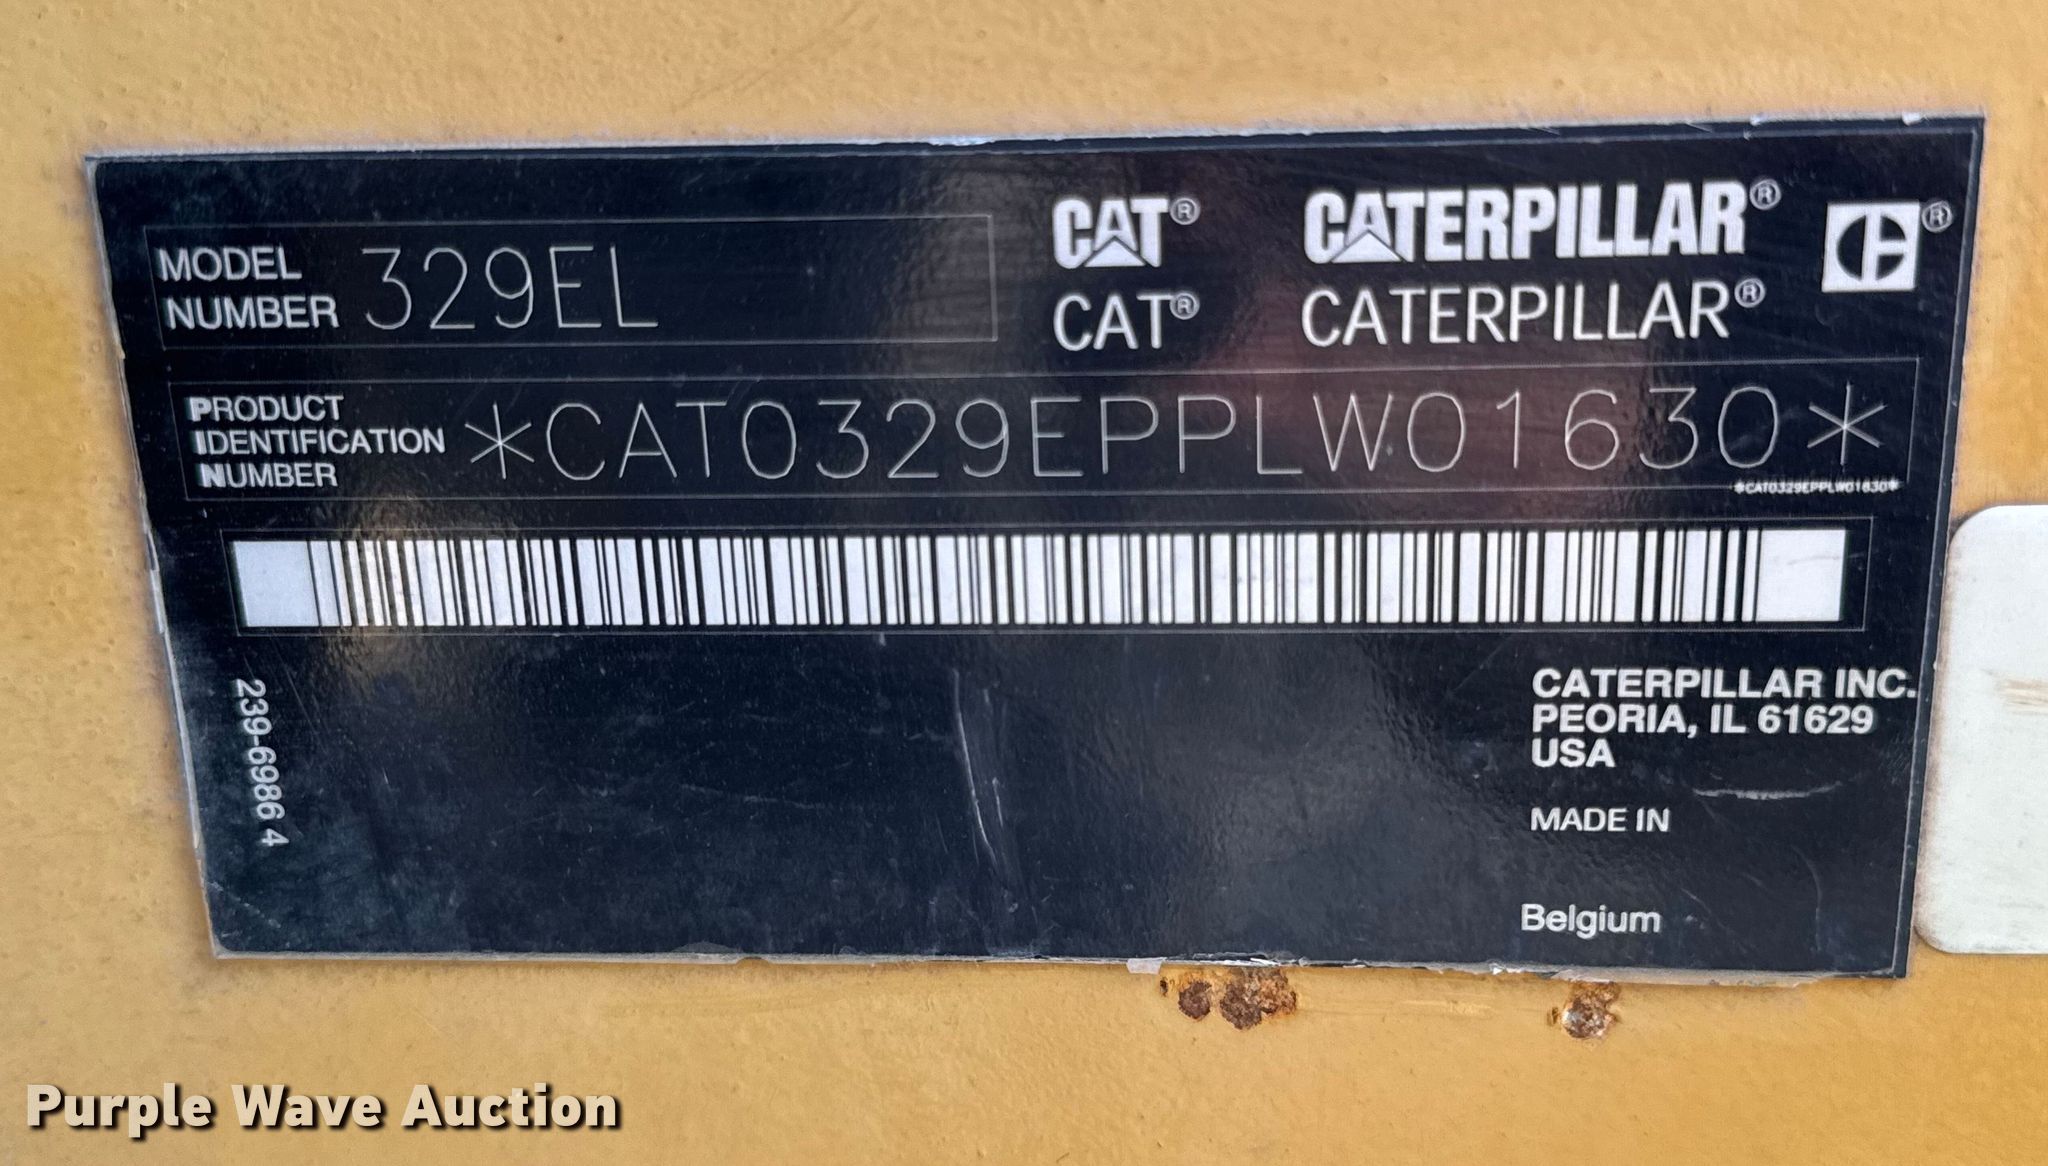 MODEL
NUMBER
329EL
CAT® CATERPILLAR® C®
CAT® CATERPILLAR®
PRODUCT
IDENTIFICATION
NUMBER
*CAT0329EPPLW01630*
*CAT0329EPPLW01630*
239-6986 4
CATERPILLAR INC.
PEORIA, IL 61629
USA
MADE IN
Belgium
Purple Wave Auction